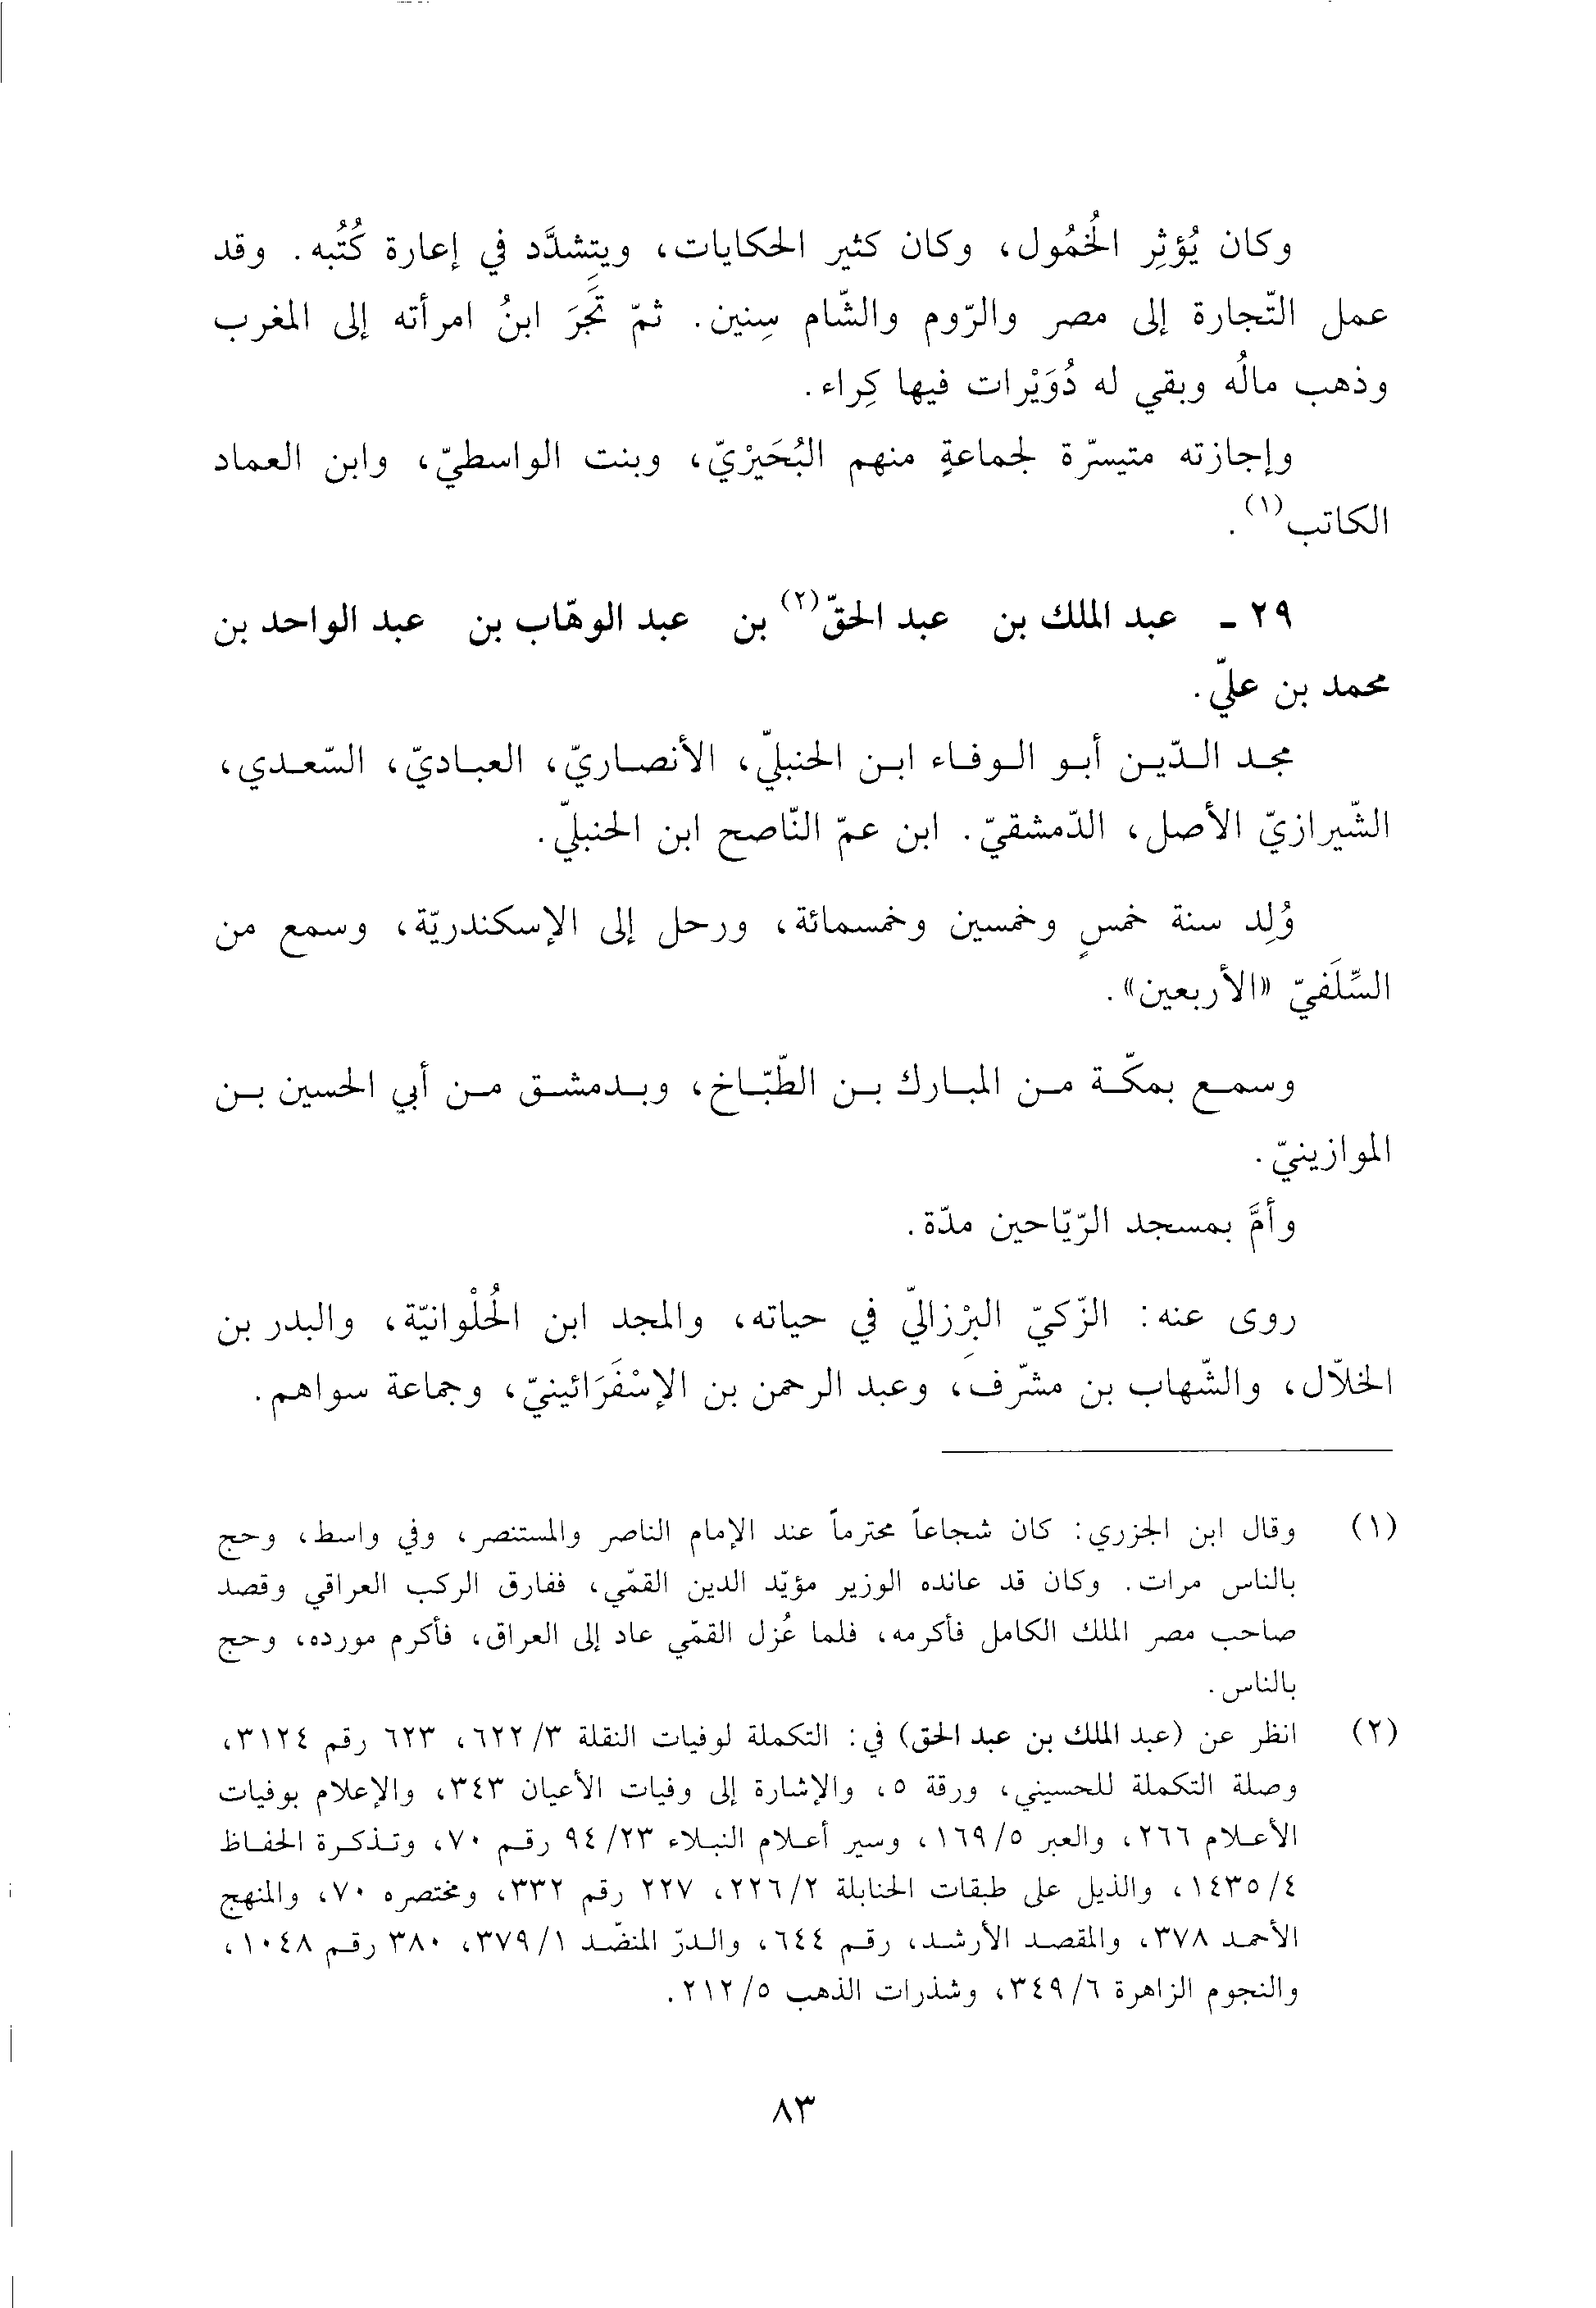 وكان يُؤثِر الخُمُول، وكان كثير الحكايات، ويتشدَّد في إعارة كُتُبه. وقد
عمل التّجارة إلى مصر والرّوم والشّام سِنين. ثمّ تَجِرَ ابنُ امرأته إلى المغرب
وذهب مالُه وبقي له دُوَيْرات فيها كِراء.
وإجازته متيسّرة لجماعةٍ منهم البُحَيْريّ، وبنت الواسطيّ، وابن العماد
الكاتب(١).
٢٩ ـ عبد الملك بن عبد الحقّ(٢) بن عبد الوهّاب بن عبد الواحد بن
محمد بن عليّ.
مجد الدّين أبو الوفاء ابن الحنبليّ، الأنصاريّ، العباديّ، السّعدي،
الشّيرازيّ الأصل، الدّمشقيّ. ابن عمّ النّاصح ابن الحنبليّ.
وُلِد سنة خمسٍ وخمسين وخمسمائة، ورحل إلى الإسكندريّة، وسمع من
السِّلَفيّ «الأربعين».
وسمع بمكّة من المبارك بن الطّبّاخ، وبدمشق من أبي الحسين بن
الموازينيّ.
وأمَّ بمسجد الرّيّاحين مدّة.
روى عنه: الزّكيّ البِرْزاليّ في حياته، والمجد ابن الحُلْوانيّة، والبدر بن
الخلاّل، والشّهاب بن مشرّف، وعبد الرحمن بن الإسْفَرَائينيّ، وجماعة سواهم.
(١) وقال ابن الجزري: كان شجاعاً محترماً عند الإمام الناصر والمستنصر، وفي واسط، وحج
بالناس مرات. وكان قد عانده الوزير مؤيّد الدين القمّي، ففارق الركب العراقي وقصد
صاحب مصر الملك الكامل فأكرمه، فلما عُزل القمّي عاد إلى العراق، فأكرم مورده، وحج
بالناس.
(٢) انظر عن (عبد الملك بن عبد الحق) في: التكملة لوفيات النقلة ٣/ ٦٢٢، ٦٢٣ رقم ٣١٢٤،
وصلة التكملة للحسيني، ورقة ٥، والإشارة إلى وفيات الأعيان ٣٤٣، والإعلام بوفيات
الأعلام ٢٦٦، والعبر ٥/ ١٦٩، وسير أعلام النبلاء ٢٣/ ٩٤ رقم ٧٠، وتذكرة الحفاظ
٤/ ١٤٣٥، والذيل على طبقات الحنابلة ٢/ ٢٢٦، ٢٢٧ رقم ٣٣٢، ومختصره ٧٠، والمنهج
الأحمد ٣٧٨، والمقصد الأرشد، رقم ٦٤٤، والدرّ المنضّد ١/ ٣٧٩، ٣٨٠ رقم ١٠٤٨،
والنجوم الزاهرة ٦/ ٣٤٩، وشذرات الذهب ٥/ ٢١٢.
٨٣